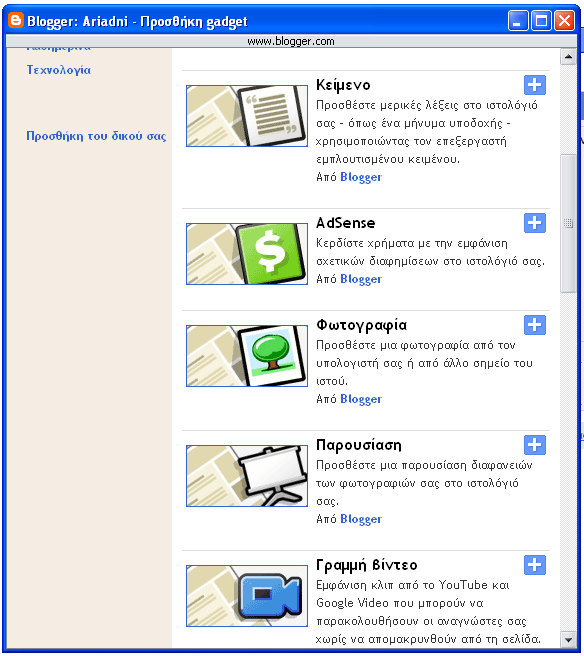 Blogger: Ariadni - Προσθήκη gadget
www.blogger.com
Τεχνολογία
Προσθήκη του δικού σας
Κείμενο
Προσθέστε μερικές λέξεις στο ιστολόγιό
σας - όπως ένα μήνυμα υποδοχής -
χρησιμοποιώντας τον επεξεργαστή
εμπλουτισμένου κειμένου.
Από Blogger
AdSense
Κερδίστε χρήματα με την εμφάνιση
σχετικών διαφημίσεων στο ιστολόγιό σας.
Από Blogger
Φωτογραφία
Προσθέστε μια φωτογραφία από τον
υπολογιστή σας ή από άλλο σημείο του
ιστού.
Από Blogger
Παρουσίαση
Προσθέστε μια παρουσίαση διαφανειών
των φωτογραφιών σας στο ιστολόγιό
σας.
Από Blogger
Γραμμή βίντεο
Εμφάνιση κλιπ από το YouTube και
Google Video που μπορούν να
παρακολουθήσουν οι αναγνώστες σας
χωρίς να απομακρυνθούν από τη σελίδα.